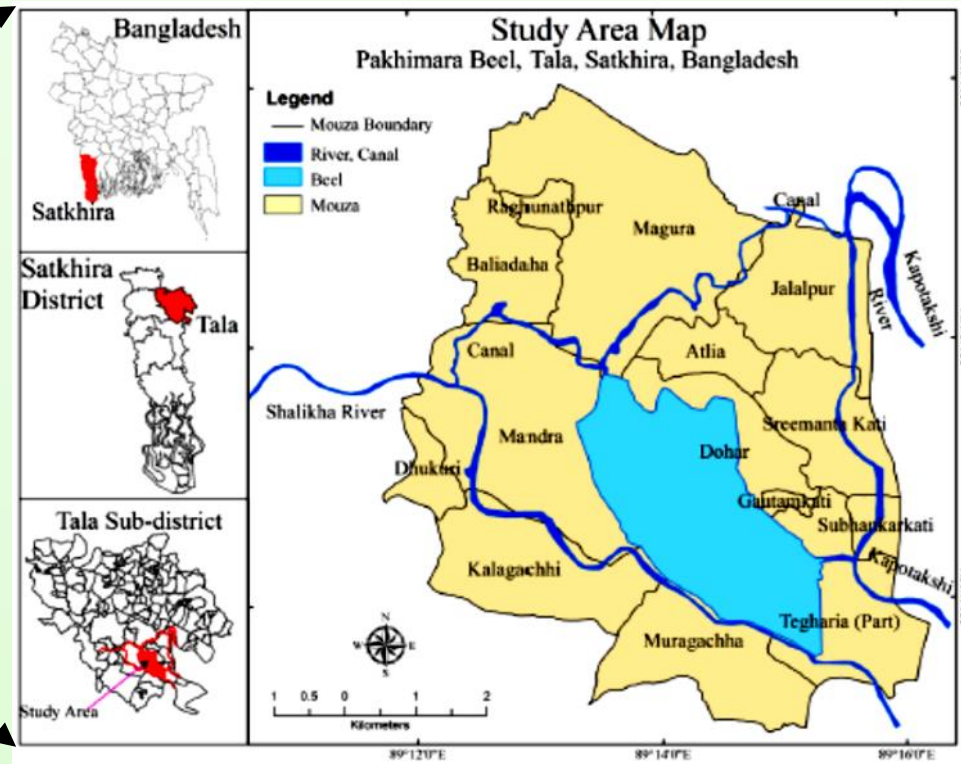 Bangladesh
Satkhira
Satkhira
District
Tala
Tala Sub-district
Study Area
Study Area Map
Pakhimara Beel, Tala, Satkhira, Bangladesh
Legend
Mouza Boundary
River, Canal
Beel
Mouza
Raghunathpur
Magura
Canal
Baliadaha
Jalalpur
Kapotakshi
River
Canal
Atlia
Shalikha River
Mandra
Sreemanta Kati
Dohar
Dhukuri
Gautamkati
Subhankarkati
Kalagachhi
Kapotakshi
Tegharia (Part)
Muragachha
N
W E
S
1 0.5 0 1 2
Kilometers
89°12'0"E 89°14'0"E 89°16'0"E